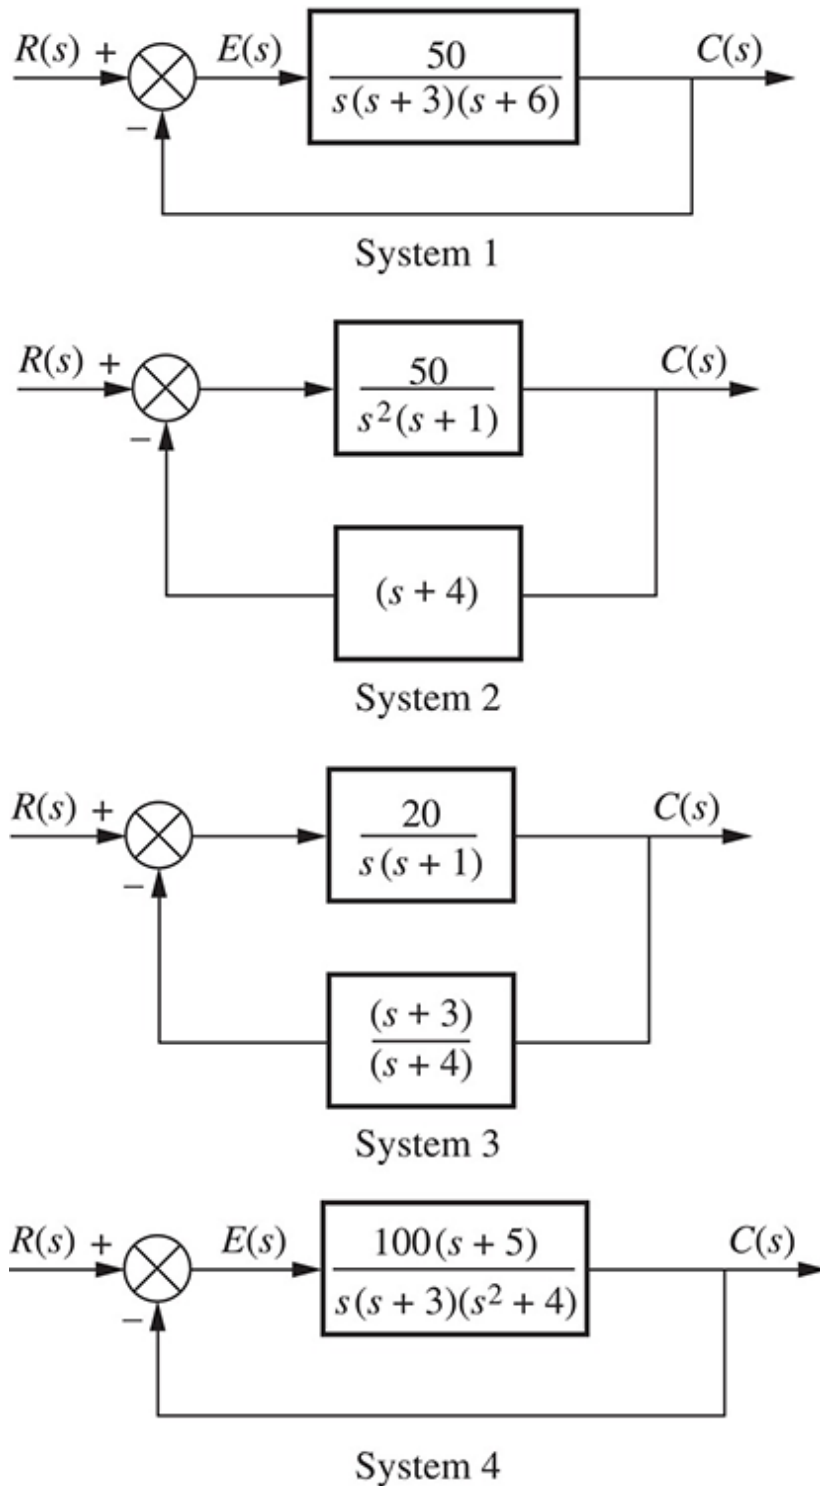 R(s) + E(s) 50 C(s)
s(s + 3)(s + 6)
−
System 1
R(s) + 50 C(s)
s²(s + 1)
−
(s + 4)
System 2
R(s) + 20 C(s)
s(s + 1)
−
(s + 3)
(s + 4)
System 3
R(s) + E(s) 100(s + 5) C(s)
s(s + 3)(s² + 4)
−
System 4